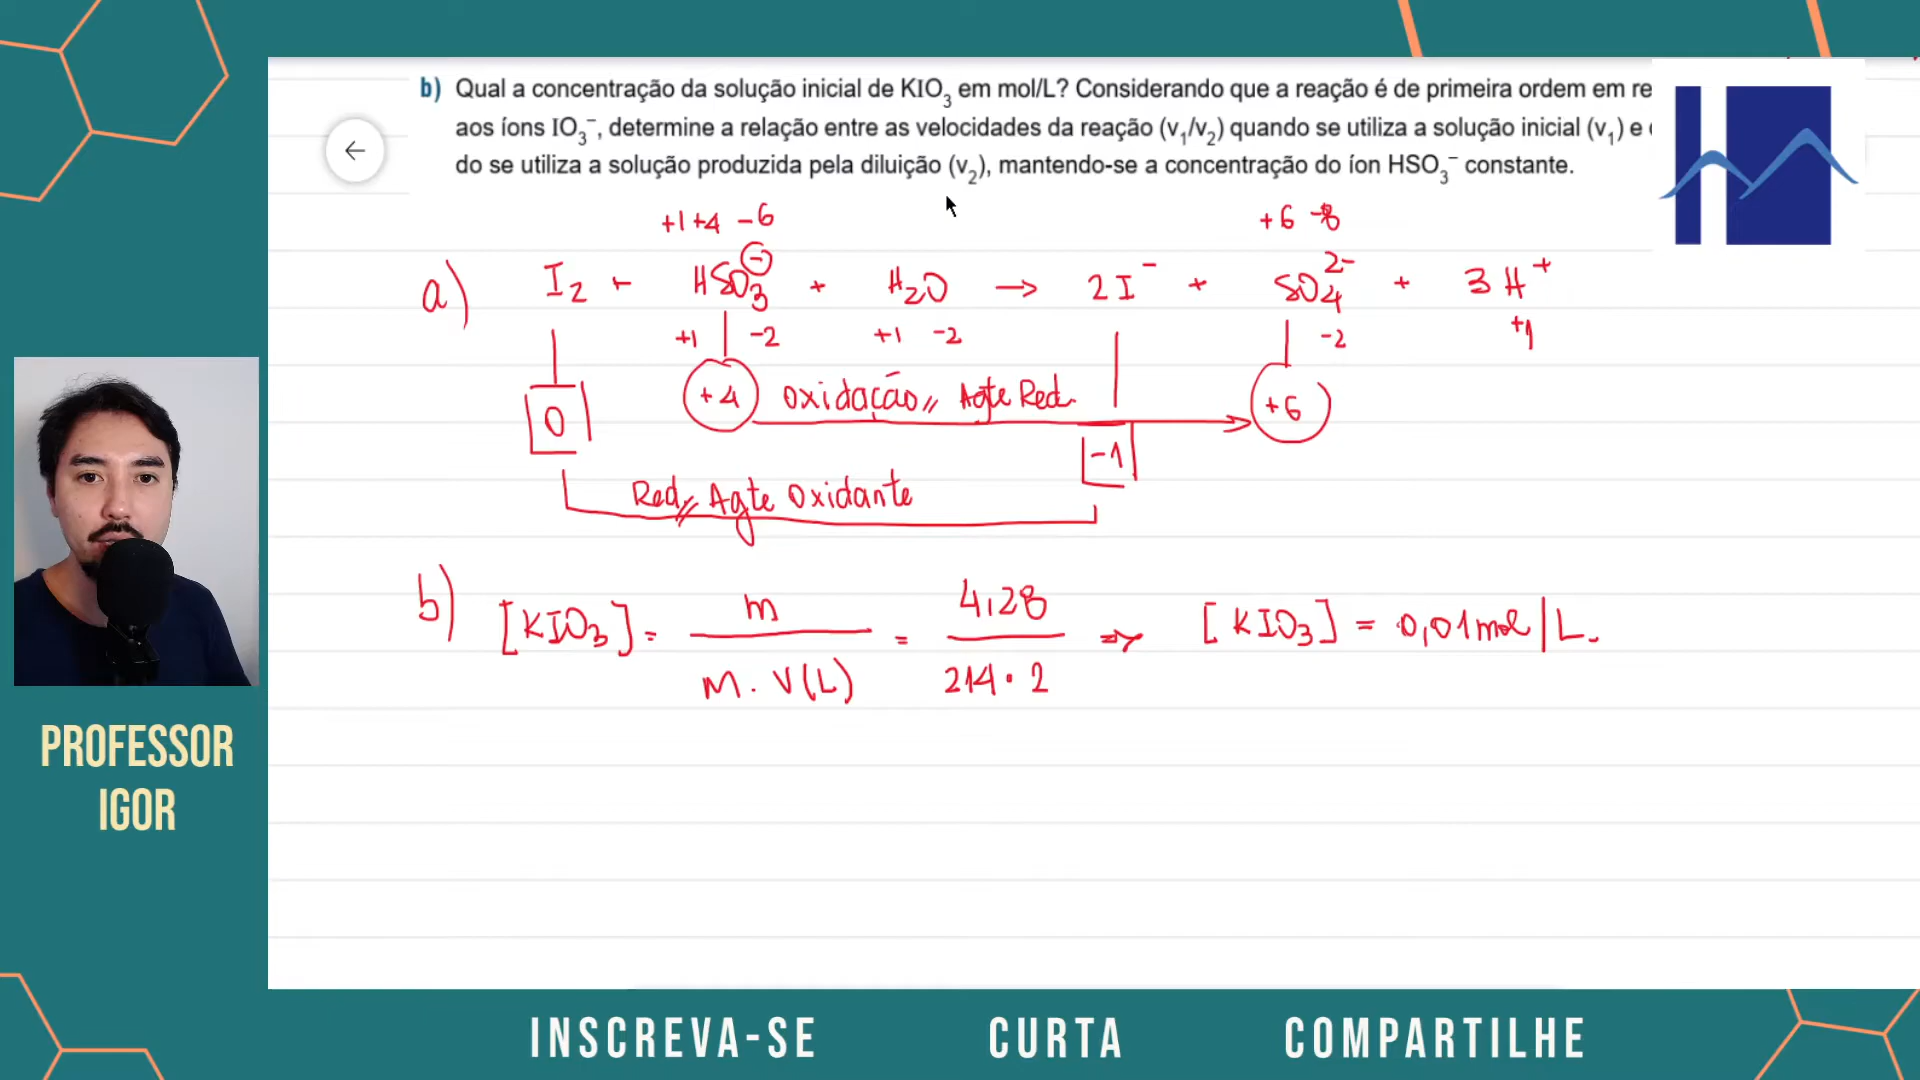 b) Qual a concentração da solução inicial de KIO₃ em mol/L? Considerando que a reação é de primeira ordem em re
aos íons IO₃⁻, determine a relação entre as velocidades da reação (v₁/v₂) quando se utiliza a solução inicial (v₁) e
do se utiliza a solução produzida pela diluição (v₂), mantendo-se a concentração do íon HSO₃⁻ constante.
+1 +4 -6 +6 -8
a) I₂ + HSO₃⁻ + H₂O → 2I⁻ + SO₄²⁻ + 3H⁺
+1 -2 +1 -2 -2 +1
0 +4 oxidação// Agte Red. +6
-1
Red// Agte Oxidante
b) [KIO₃] = m / M . V(L) = 4,28 / 214 . 2 ⇒ [KIO₃] = 0,01 mol/L.
PROFESSOR
IGOR
INSCREVA-SE CURTA COMPARTILHE